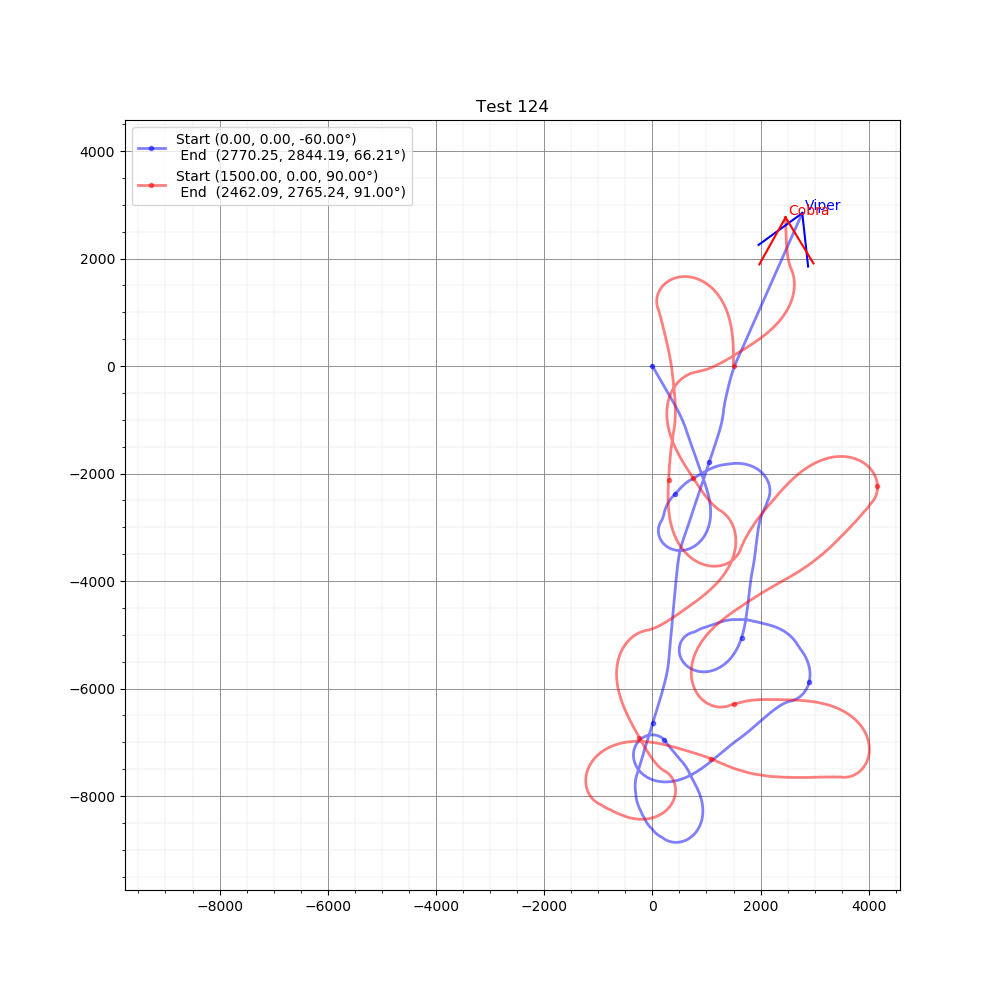 Test 124
Start (0.00, 0.00, -60.00°)
End  (2770.25, 2844.19, 66.21°)
Start (1500.00, 0.00, 90.00°)
End  (2462.09, 2765.24, 91.00°)
4000
2000
0
−2000
−4000
−6000
−8000
Viper
Cobra
−8000 −6000 −4000 −2000 0 2000 4000